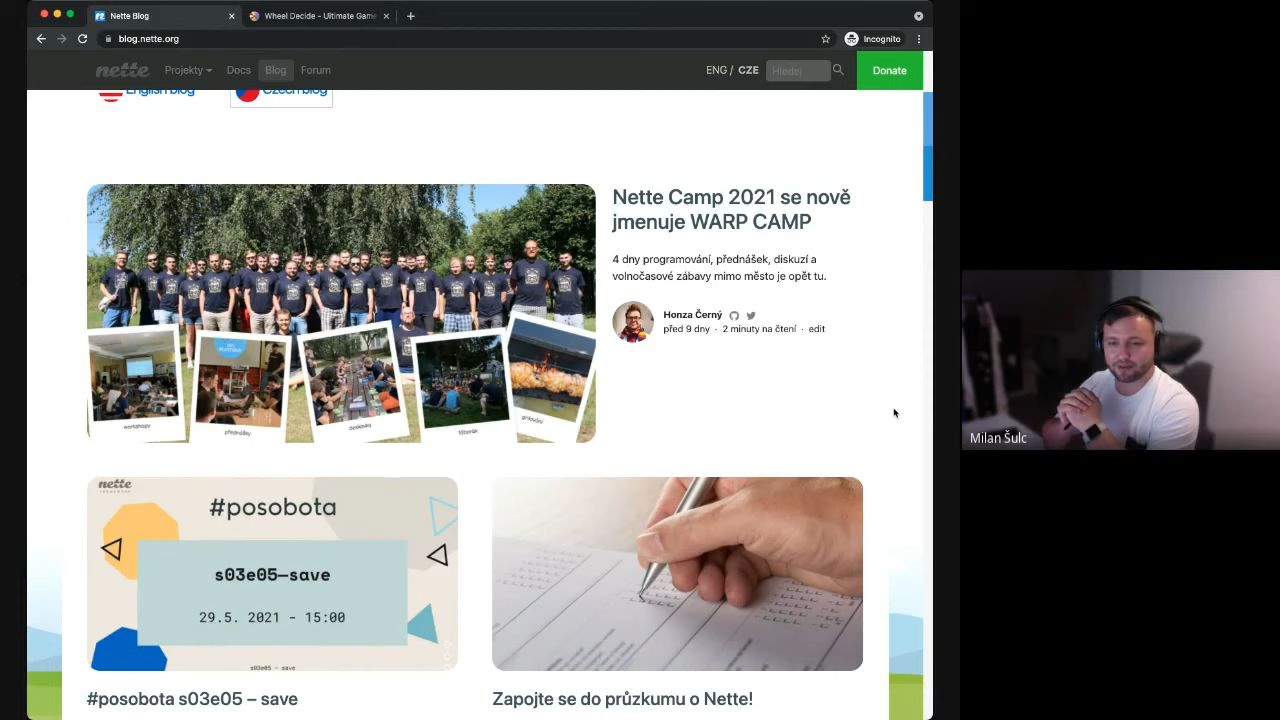 Nette Blog
Wheel Decide - Ultimate Game
blog.nette.org
Incognito
nette
Projekty
Docs
Blog
Forum
ENG / CZE
Hledej
Donate
English blog
Czech blog
Nette Camp 2021 se nově
jmenuje WARP CAMP
4 dny programování, přednášek, diskuzí a
volnočasové zábavy mimo město je opět tu.
Honza Černý
před 9 dny · 2 minuty na čtení · edit
workshopy
přednášky
deskovky
táborák
grilování
Milan Šulc
nette
FRAMEWORK
#posobota
s03e05—save
29.5. 2021 - 15:00
s03e05 – save
#posobota s03e05 – save
Zapojte se do průzkumu o Nette!